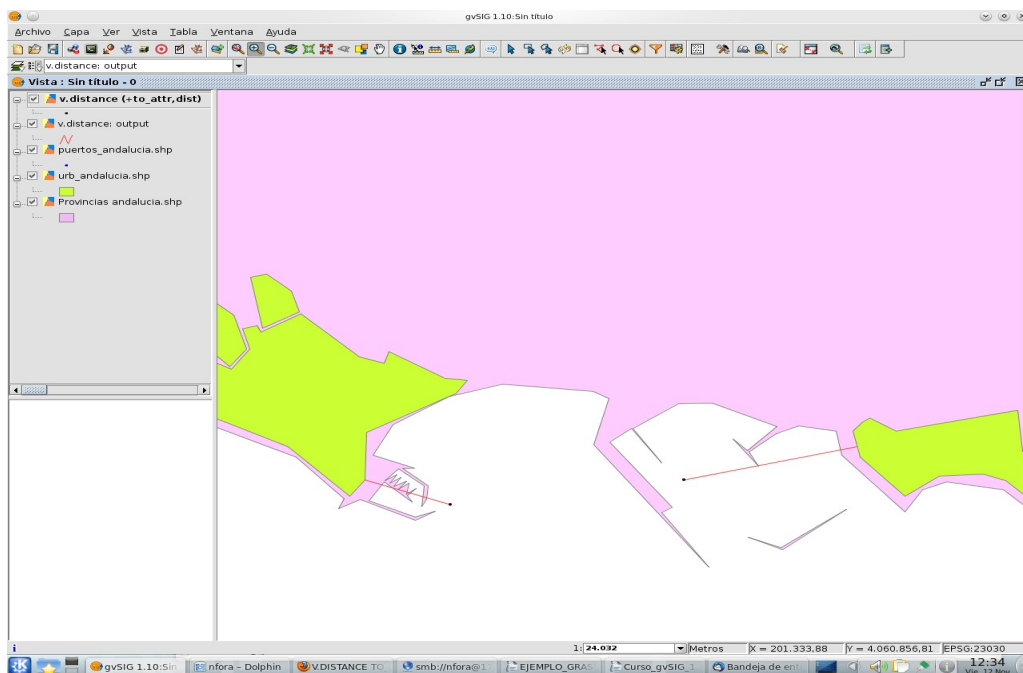 gvSIG 1.10:Sin título
Archivo Capa Ver Vista Tabla Ventana Ayuda
v.distance: output
Vista : Sin título - 0
v.distance (+to_attr,dist)
v.distance: output
puertos_andalucia.shp
urb_andalucia.shp
Provincias andalucia.shp
1: 24.032 Metros X = 201.333,88 Y = 4.060.856,81 EPSG:23030
gvSIG 1.10:Sin nfora – Dolphin V.DISTANCE TO smb://nfora@1 EJEMPLO_GRAS Curso_gvSIG_1 Bandeja de ent 12:34
Vie, 12 Nov